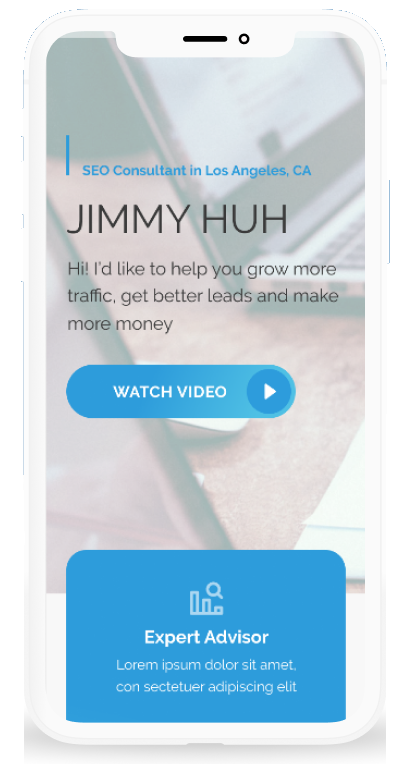 SEO Consultant in Los Angeles, CA
JIMMY HUH
Hi! I'd like to help you grow more
traffic, get better leads and make
more money
WATCH VIDEO
Expert Advisor
Lorem ipsum dolor sit amet,
con sectetuer adipiscing elit